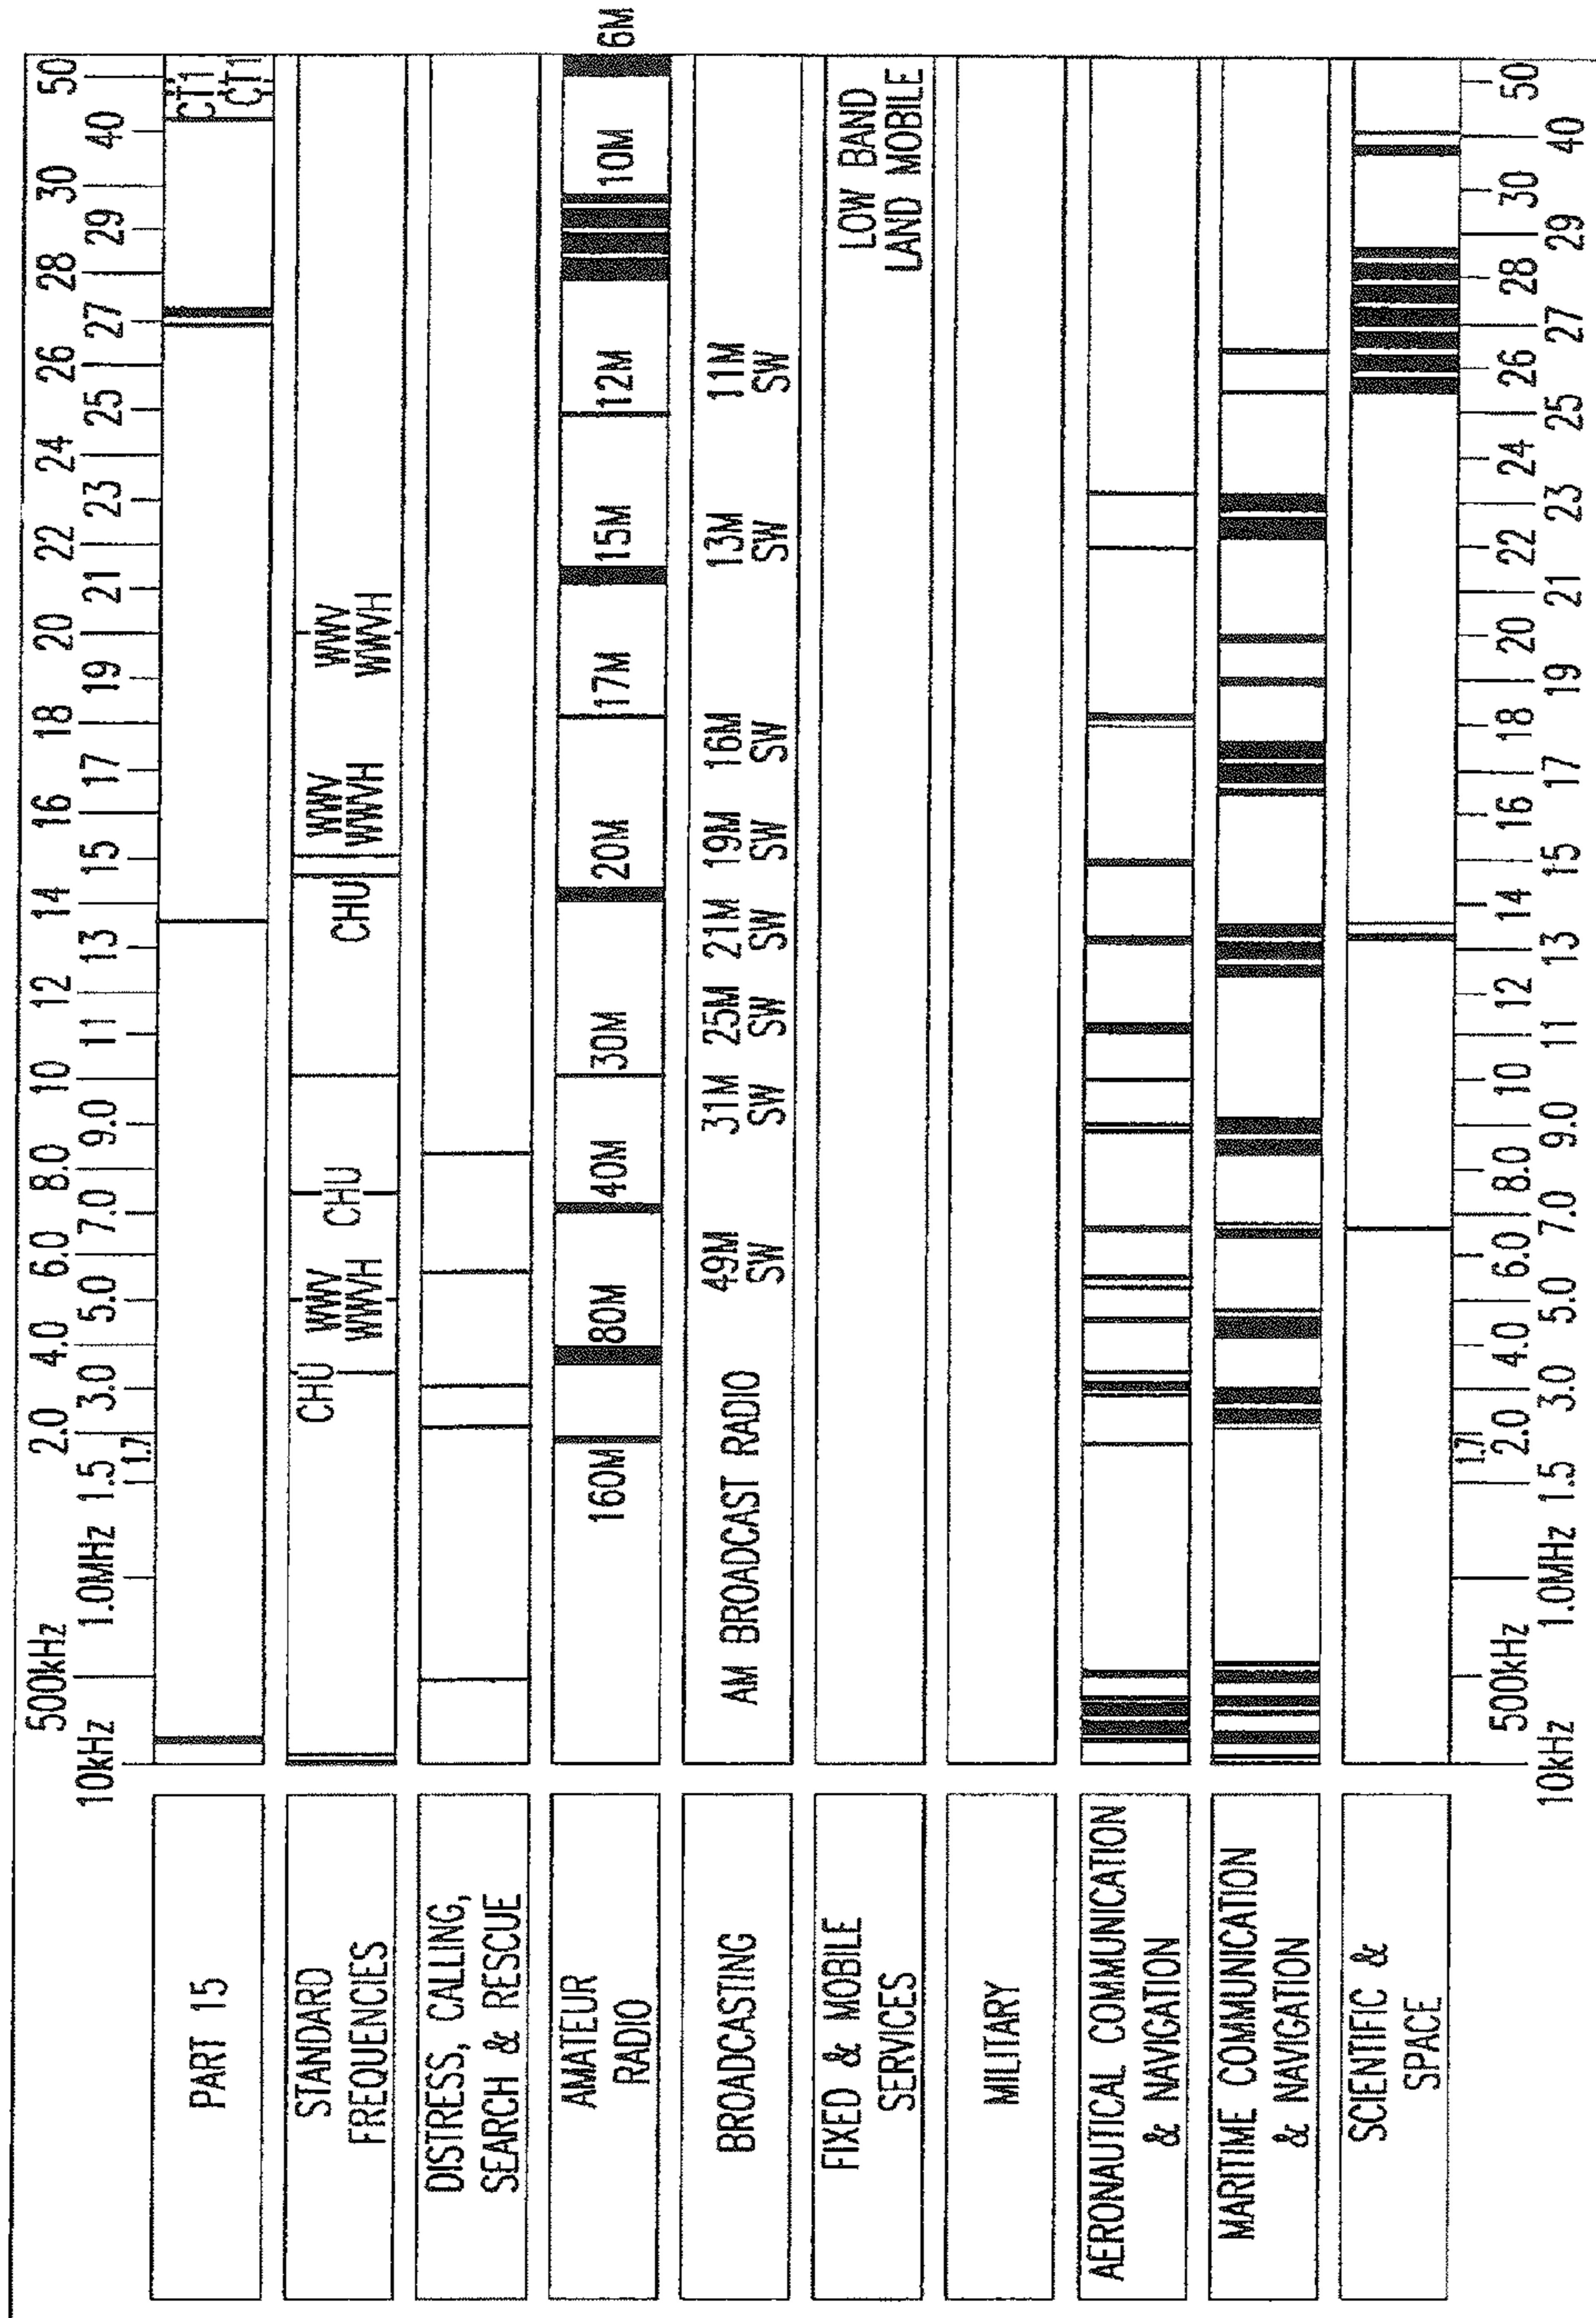 500kHz 2.0 4.0 6.0 8.0 10 12 14 16 18 20 22 24 26 28 30 50
10kHz 1.0MHz 1.5 3.0 5.0 7.0 9.0 11 13 15 17 19 21 23 25 27 29 40
1.7
PART 15
CT1
CT1
STANDARD
FREQUENCIES
CHU
WWV
WWVH
CHU
CHU
WWV
WWVH
WWV
WWVH
DISTRESS, CALLING,
SEARCH & RESCUE
AMATEUR
RADIO
160M 80M 40M 30M 20M 17M 15M 12M 10M 6M
BROADCASTING
AM BROADCAST RADIO
49M
SW
31M
SW
25M
SW
21M
SW
19M
SW
16M
SW
13M
SW
11M
SW
FIXED & MOBILE
SERVICES
LOW BAND
LAND MOBILE
MILITARY
AERONAUTICAL COMMUNICATION
& NAVIGATION
MARITIME COMMUNICATION
& NAVIGATION
SCIENTIFIC &
SPACE
1.7
500kHz 2.0 4.0 6.0 8.0 10 12 14 16 18 20 22 24 26 28 30 50
10kHz 1.0MHz 1.5 3.0 5.0 7.0 9.0 11 13 15 17 19 21 23 25 27 29 40